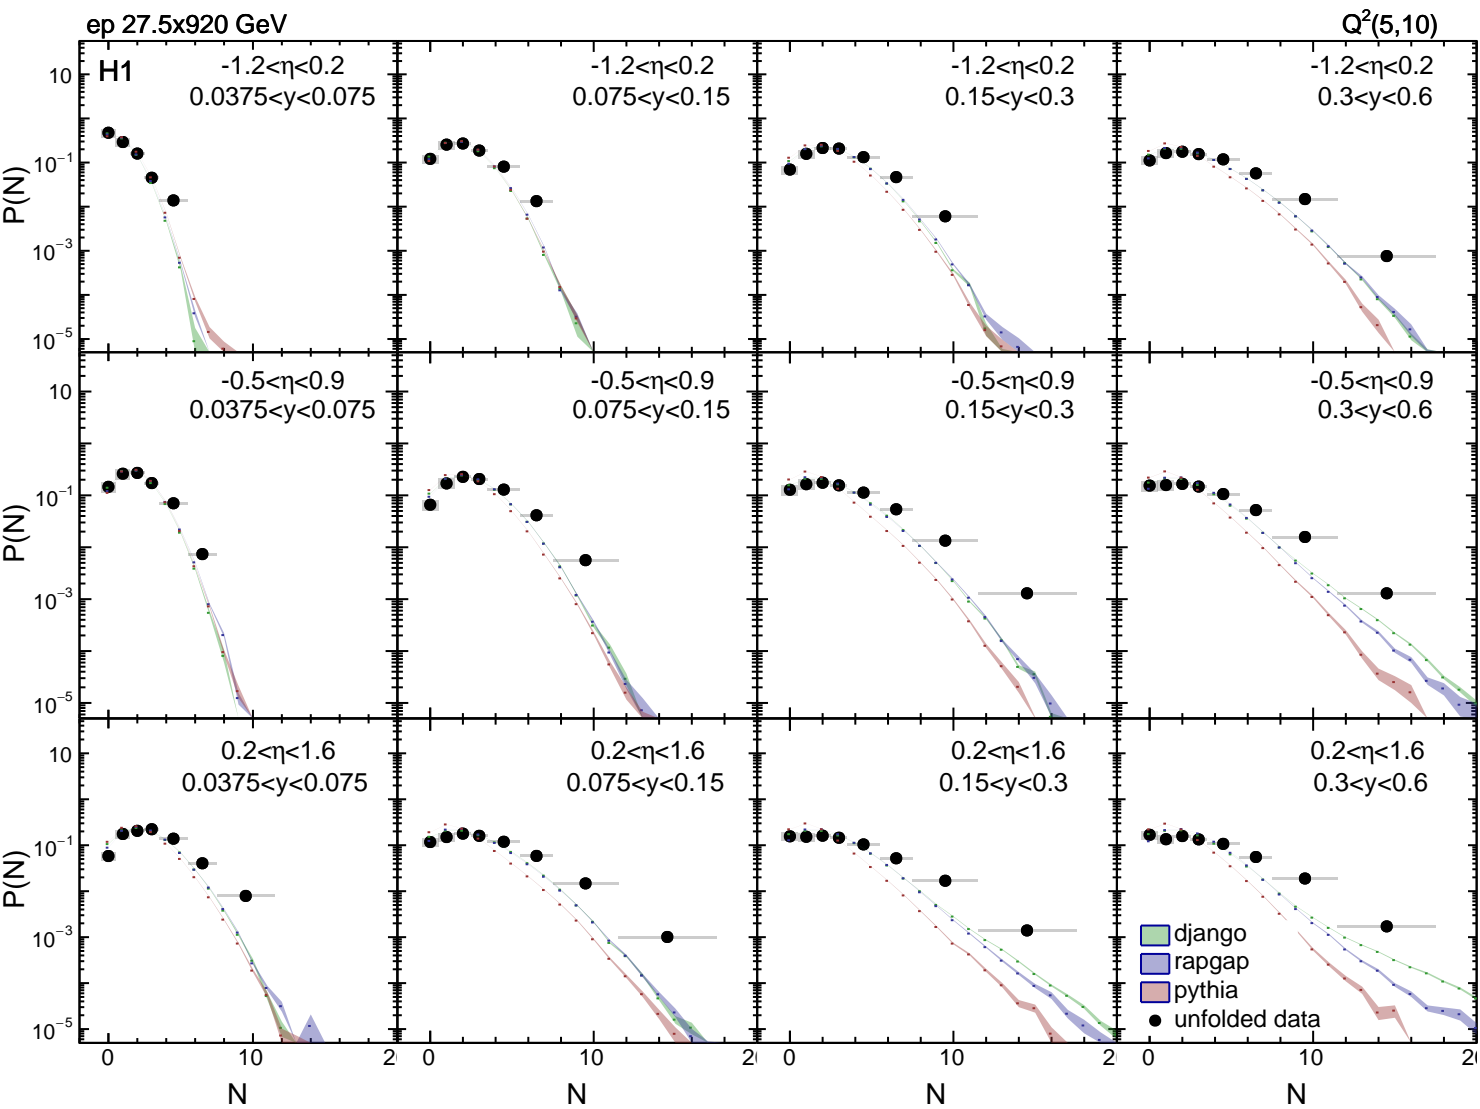 ep 27.5x920 GeV
Q²(5,10)
H1
-1.2<η<0.2
0.0375<y<0.075
-1.2<η<0.2
0.075<y<0.15
-1.2<η<0.2
0.15<y<0.3
-1.2<η<0.2
0.3<y<0.6
10
10⁻¹
10⁻³
10⁻⁵
P(N)
-0.5<η<0.9
0.0375<y<0.075
-0.5<η<0.9
0.075<y<0.15
-0.5<η<0.9
0.15<y<0.3
-0.5<η<0.9
0.3<y<0.6
10
10⁻¹
10⁻³
10⁻⁵
P(N)
0.2<η<1.6
0.0375<y<0.075
0.2<η<1.6
0.075<y<0.15
0.2<η<1.6
0.15<y<0.3
0.2<η<1.6
0.3<y<0.6
10
10⁻¹
10⁻³
10⁻⁵
P(N)
django
rapgap
pythia
unfolded data
0 10 2
0 10 2
0 10 2
0 10 2
N N N N